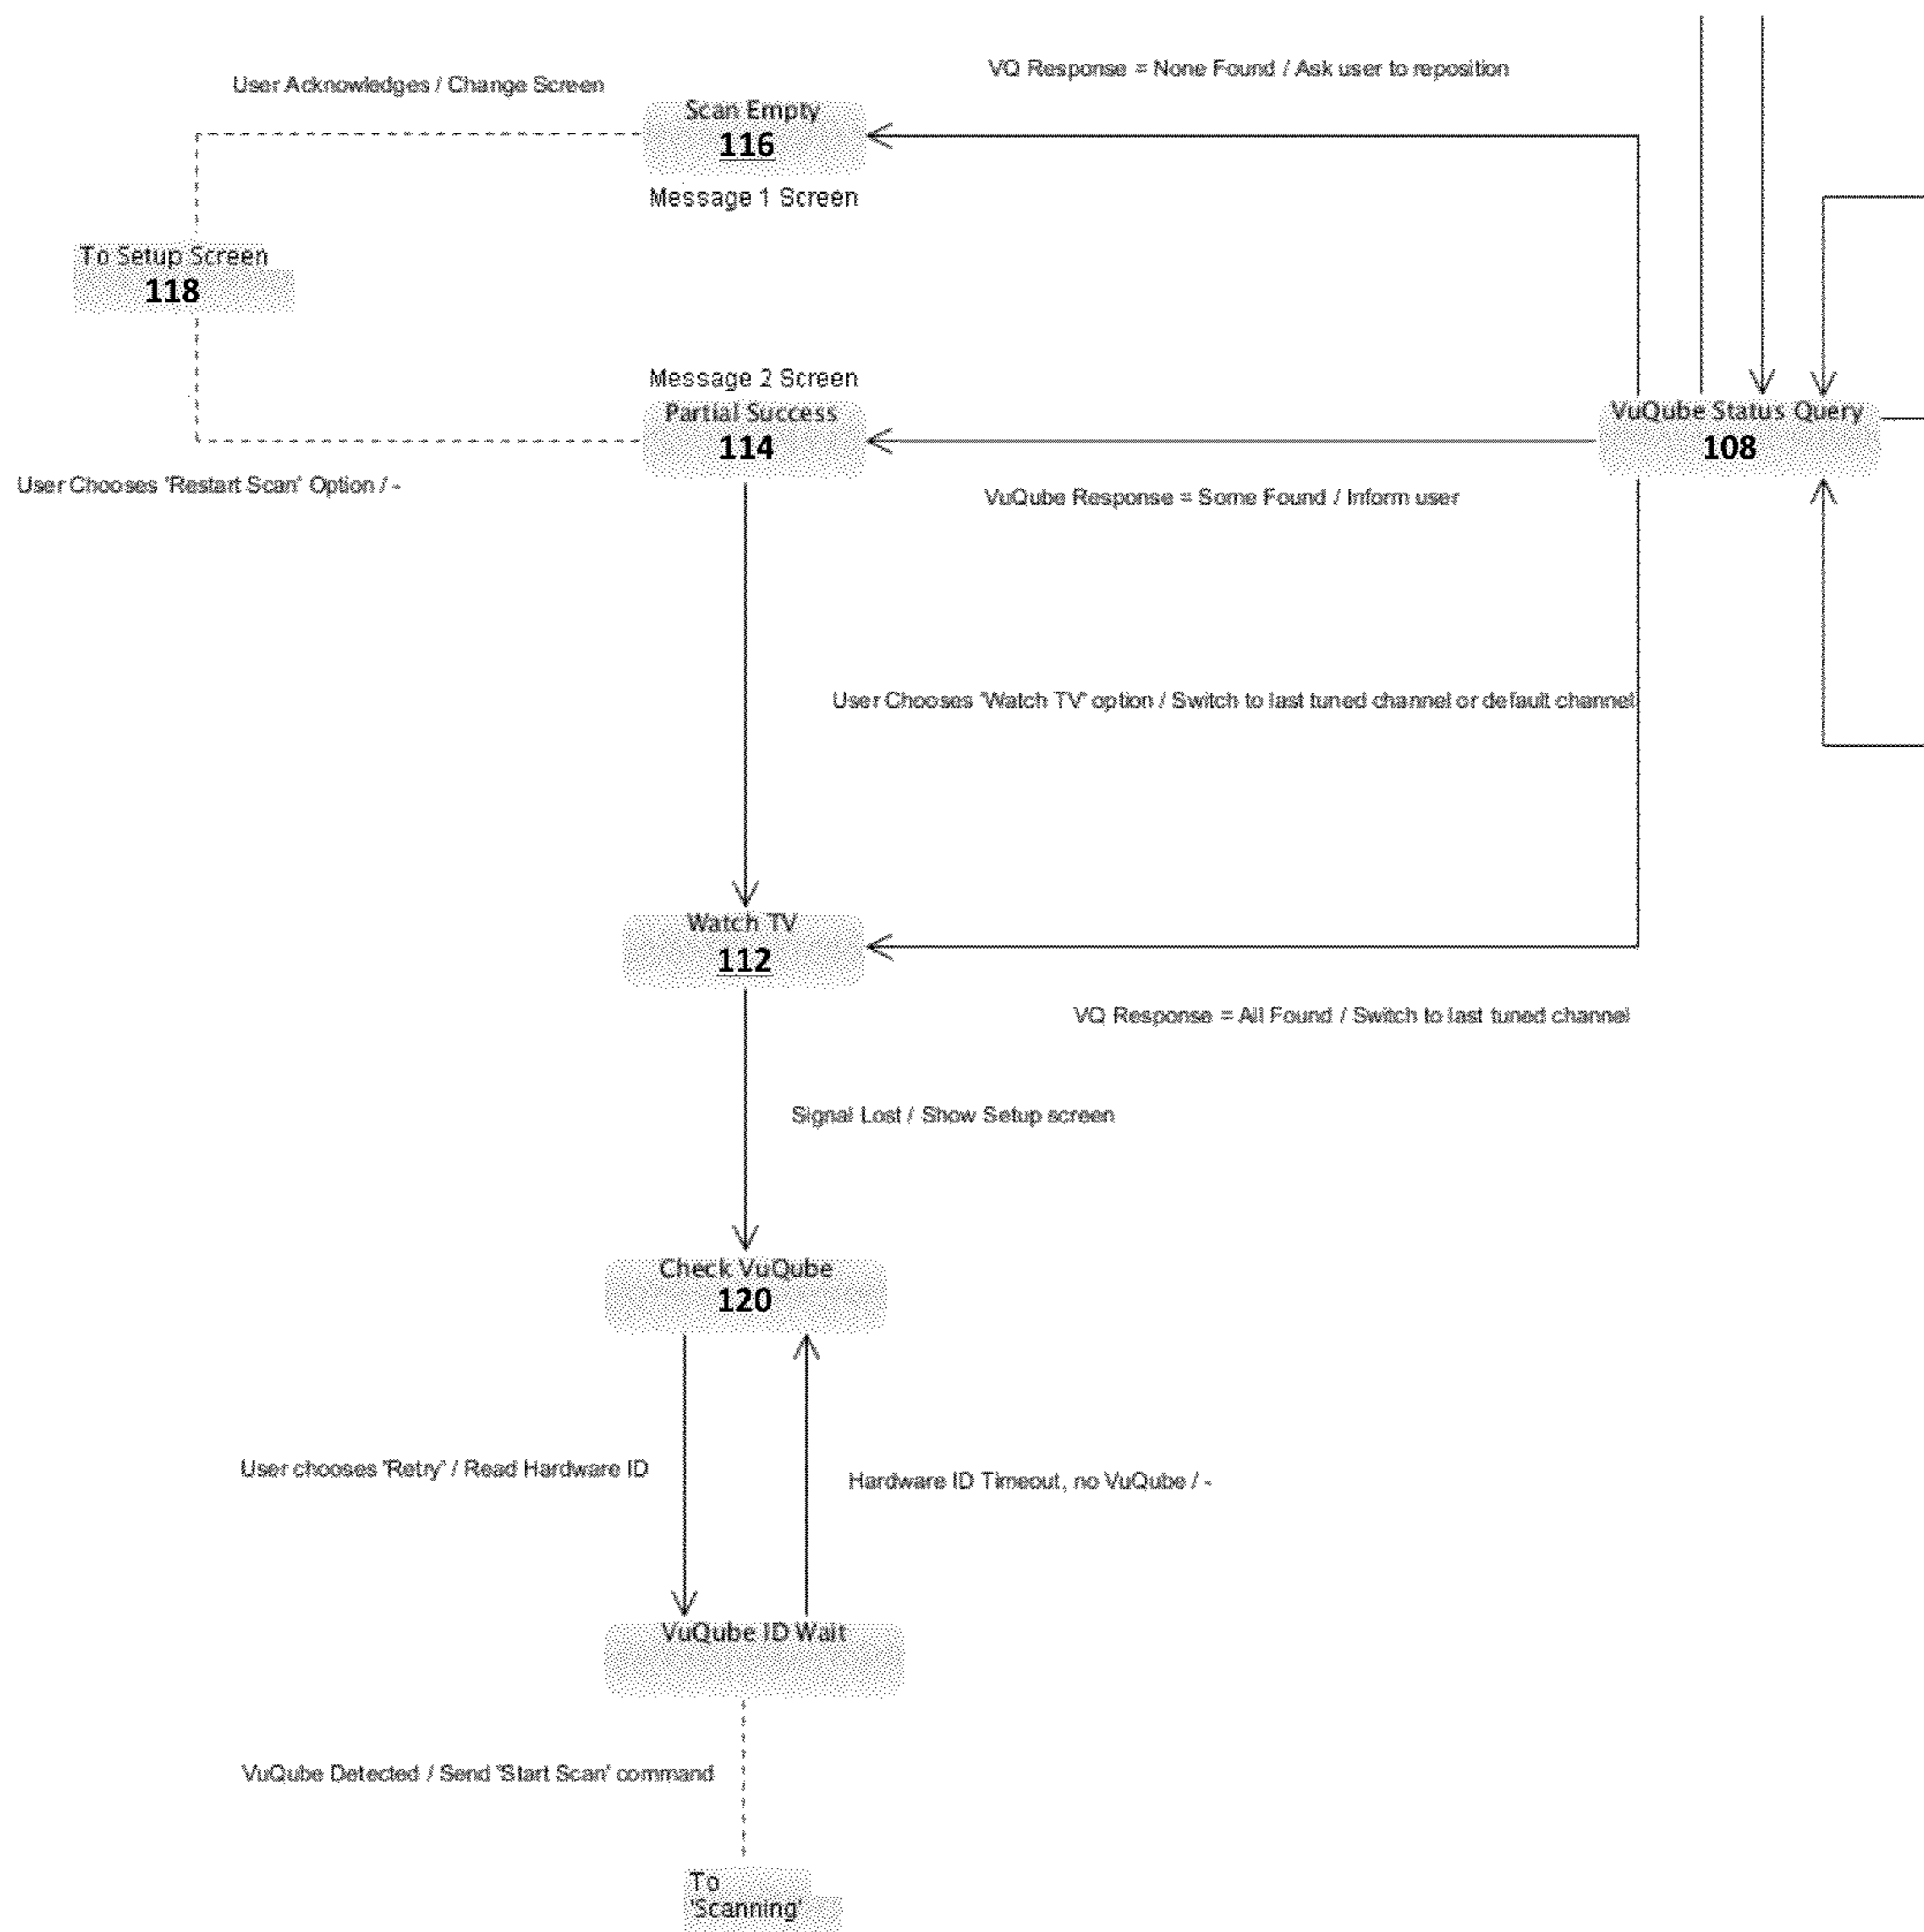 VQ Response = None Found / Ask user to reposition
User Acknowledges / Change Screen
Scan Empty
116
Message 1 Screen
To Setup Screen
118
Message 2 Screen
Partial Success
114
VuQube Status Query
108
User Chooses 'Restart Scan' Option / -
VuQube Response = Some Found / Inform user
User Chooses 'Watch TV' option / Switch to last tuned channel or default channel
Watch TV
112
VQ Response = All Found / Switch to last tuned channel
Signal Lost / Show Setup screen
Check VuQube
120
User chooses 'Retry' / Read Hardware ID
Hardware ID Timeout, no VuQube / -
VuQube ID Wait
VuQube Detected / Send 'Start Scan' command
To
'Scanning'